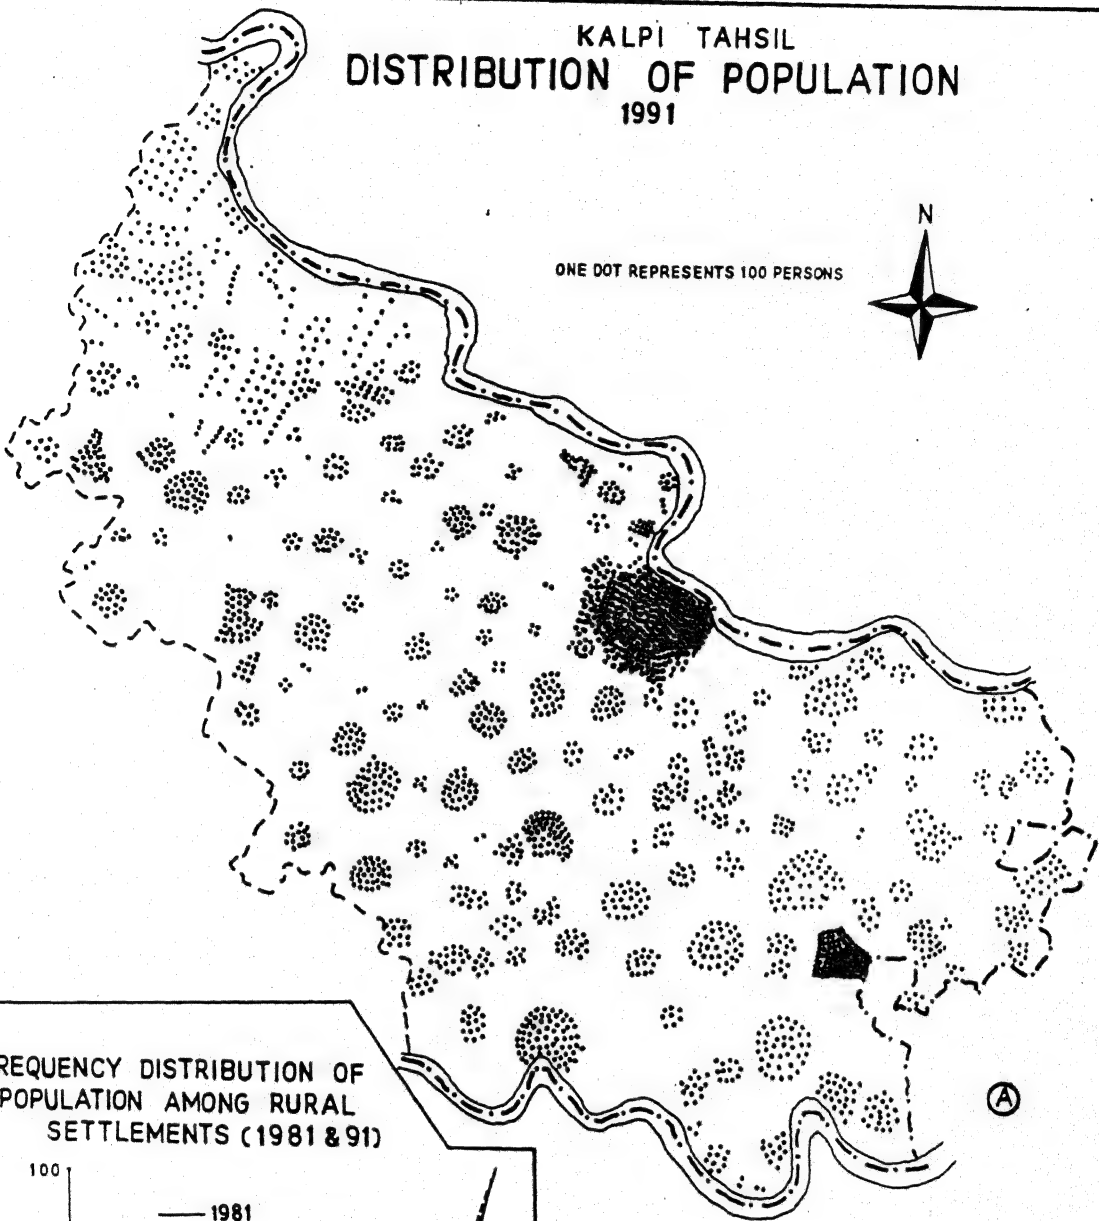 KALPI TAHSIL
DISTRIBUTION OF POPULATION
1991
N
ONE DOT REPRESENTS 100 PERSONS
REQUENCY DISTRIBUTION OF
POPULATION AMONG RURAL
SETTLEMENTS (1981 & 91)
A
100
1981